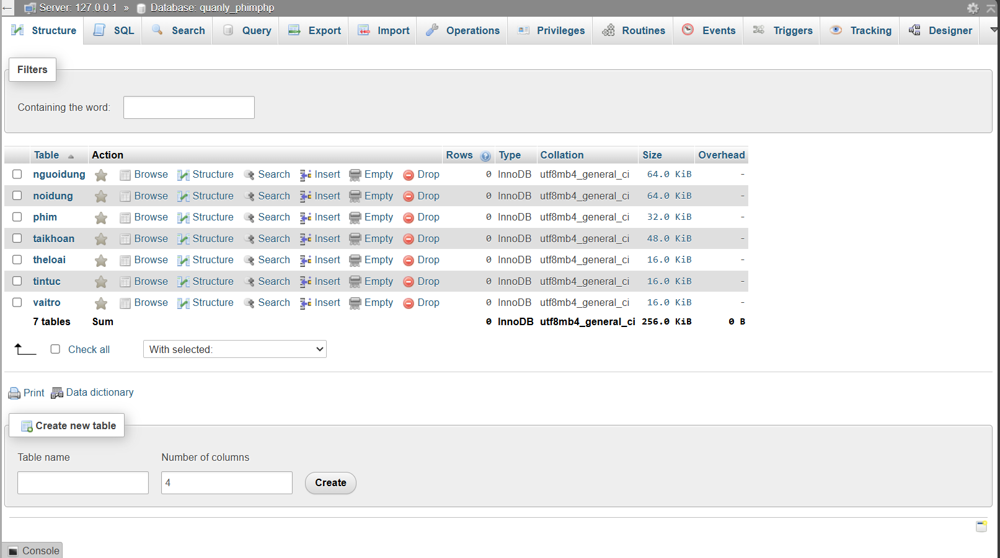 Server: 127.0.0.1 » Database: quanly_phimphp
Structure SQL Search Query Export Import Operations Privileges Routines Events Triggers Tracking Designer
Filters
Containing the word:
Table Action Rows Type Collation Size Overhead
nguoidung Browse Structure Search Insert Empty Drop 0 InnoDB utf8mb4_general_ci 64.0 KiB -
noidung Browse Structure Search Insert Empty Drop 0 InnoDB utf8mb4_general_ci 64.0 KiB -
phim Browse Structure Search Insert Empty Drop 0 InnoDB utf8mb4_general_ci 32.0 KiB -
taikhoan Browse Structure Search Insert Empty Drop 0 InnoDB utf8mb4_general_ci 48.0 KiB -
theloai Browse Structure Search Insert Empty Drop 0 InnoDB utf8mb4_general_ci 16.0 KiB -
tintuc Browse Structure Search Insert Empty Drop 0 InnoDB utf8mb4_general_ci 16.0 KiB -
vaitro Browse Structure Search Insert Empty Drop 0 InnoDB utf8mb4_general_ci 16.0 KiB -
7 tables Sum 0 InnoDB utf8mb4_general_ci 256.0 KiB 0 B
Check all With selected:
Print Data dictionary
Create new table
Table name Number of columns
4 Create
Console